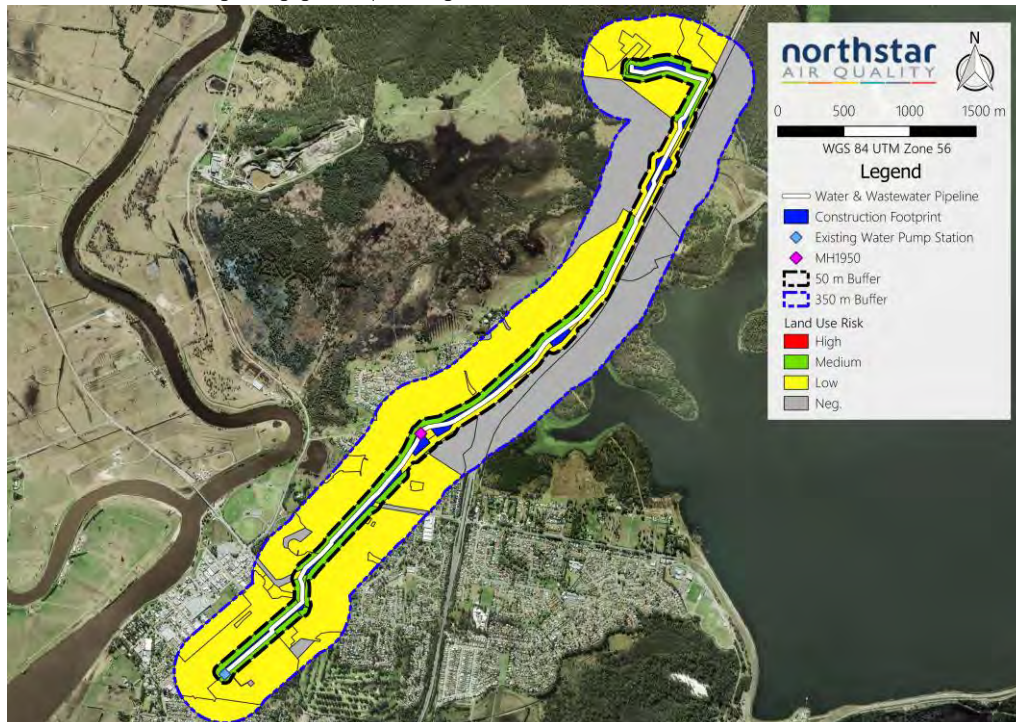 northstar
AIR QUALITY
N
0 500 1000 1500 m
WGS 84 UTM Zone 56
Legend
Water & Wastewater Pipeline
Construction Footprint
Existing Water Pump Station
MH1950
50 m Buffer
350 m Buffer
Land Use Risk
High
Medium
Low
Neg.